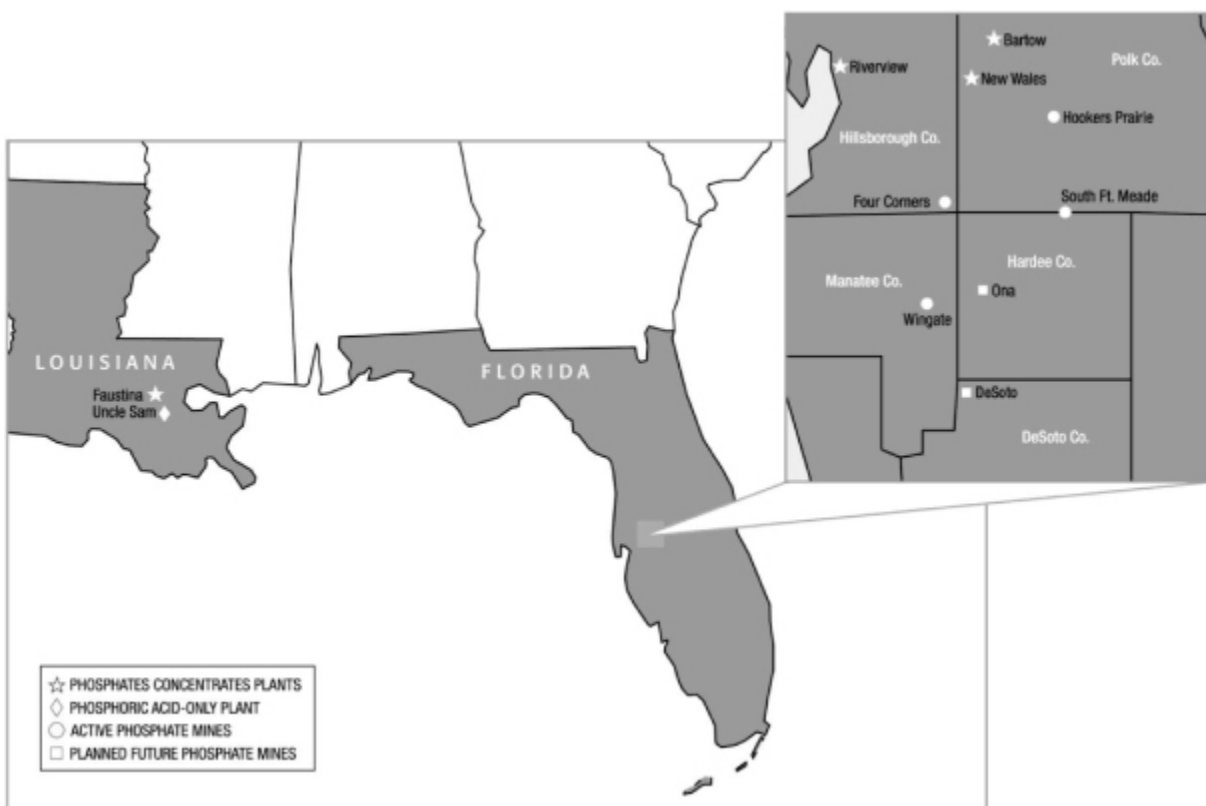 Bartow
Riverview
Polk Co.
New Wales
Hookers Prairie
Hillsborough Co.
South Ft. Meade
Four Corners
Hardee Co.
Manatee Co.
Ona
Wingate
DeSoto
DeSoto Co.
LOUISIANA
FLORIDA
Faustina
Uncle Sam
PHOSPHATES CONCENTRATES PLANTS
PHOSPHORIC ACID-ONLY PLANT
ACTIVE PHOSPHATE MINES
PLANNED FUTURE PHOSPHATE MINES